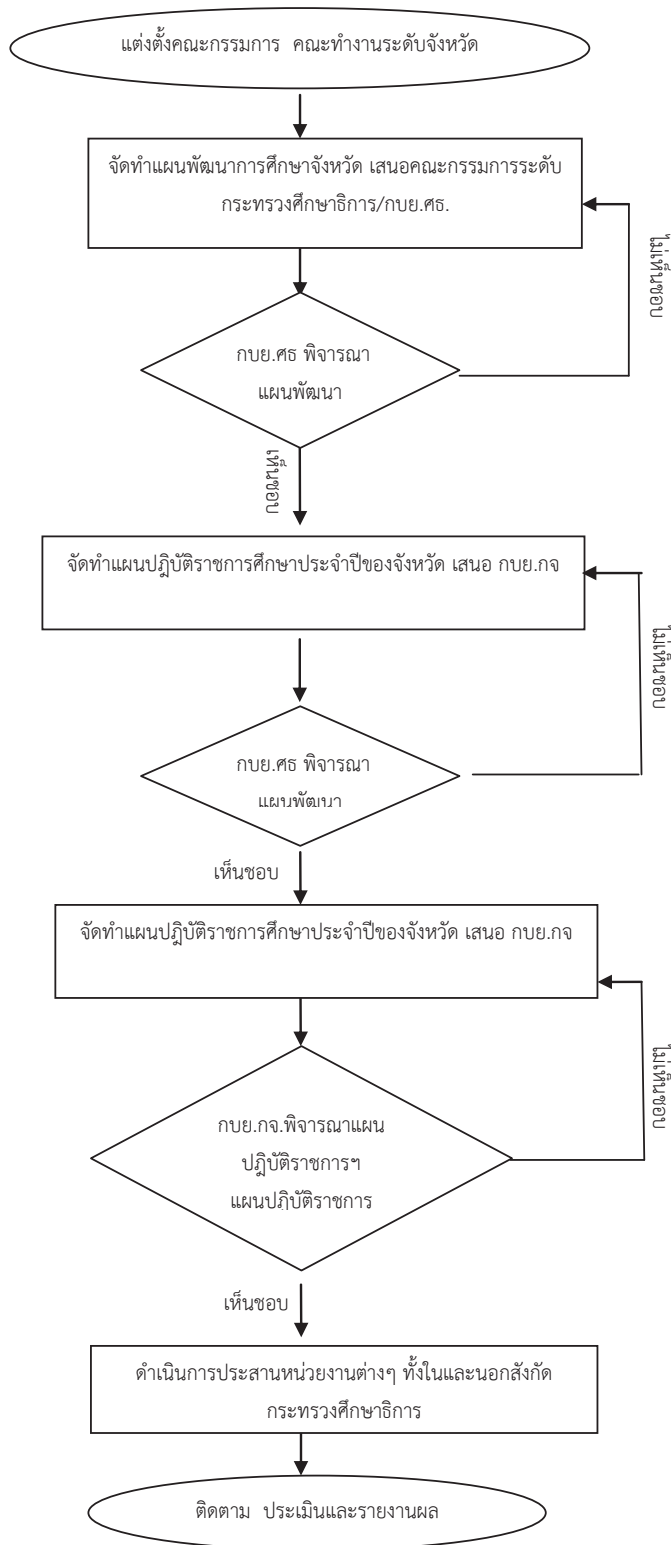 แต่งตั้งคณะกรรมการ คณะทำงานระดับจังหวัด
จัดทำแผนพัฒนาการศึกษาจังหวัด เสนอคณะกรรมการระดับ
กระทรวงศึกษาธิการ/กบย.ศธ.
ไม่เห็นชอบ
กบย.ศธ พิจารณา
แผนพัฒนา
เห็นชอบ
จัดทำแผนปฎิบัติราชการศึกษาประจำปีของจังหวัด เสนอ กบย.กจ
ไม่เห็นชอบ
กบย.ศธ พิจารณา
แผนพัฒนา
เห็นชอบ
จัดทำแผนปฎิบัติราชการศึกษาประจำปีของจังหวัด เสนอ กบย.กจ
ไม่เห็นชอบ
กบย.กจ.พิจารณาแผน
ปฎิบัติราชการฯ
แผนปฎิบัติราชการ
เห็นชอบ
ดำเนินการประสานหน่วยงานต่างๆ ทั้งในและนอกสังกัด
กระทรวงศึกษาธิการ
ติดตาม ประเมินและรายงานผล